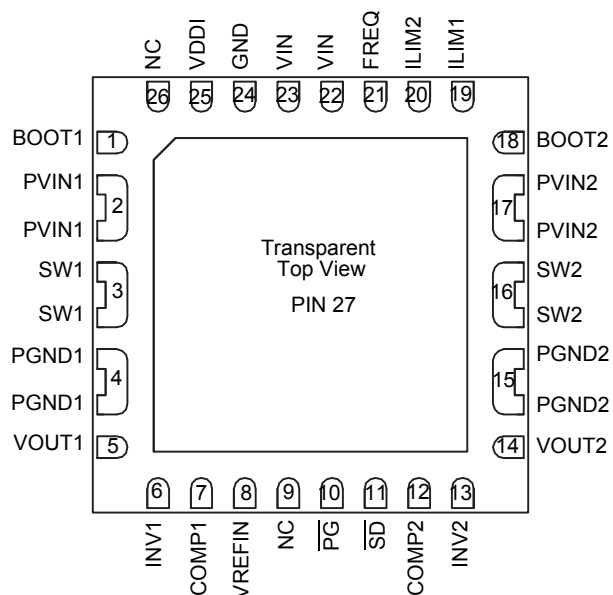 NC
VDDI
GND
VIN
VIN
FREQ
ILIM2
ILIM1
26
25
24
23
22
21
20
19
BOOT1
1
18
BOOT2
PVIN1
2
PVIN1
17
PVIN2
PVIN2
SW1
3
SW1
16
SW2
SW2
PGND1
4
PGND1
15
PGND2
PGND2
VOUT1
5
14
VOUT2
Transparent
Top View
PIN 27
6
7
8
9
10
11
12
13
INV1
COMP1
VREFIN
NC
PG
SD
COMP2
INV2